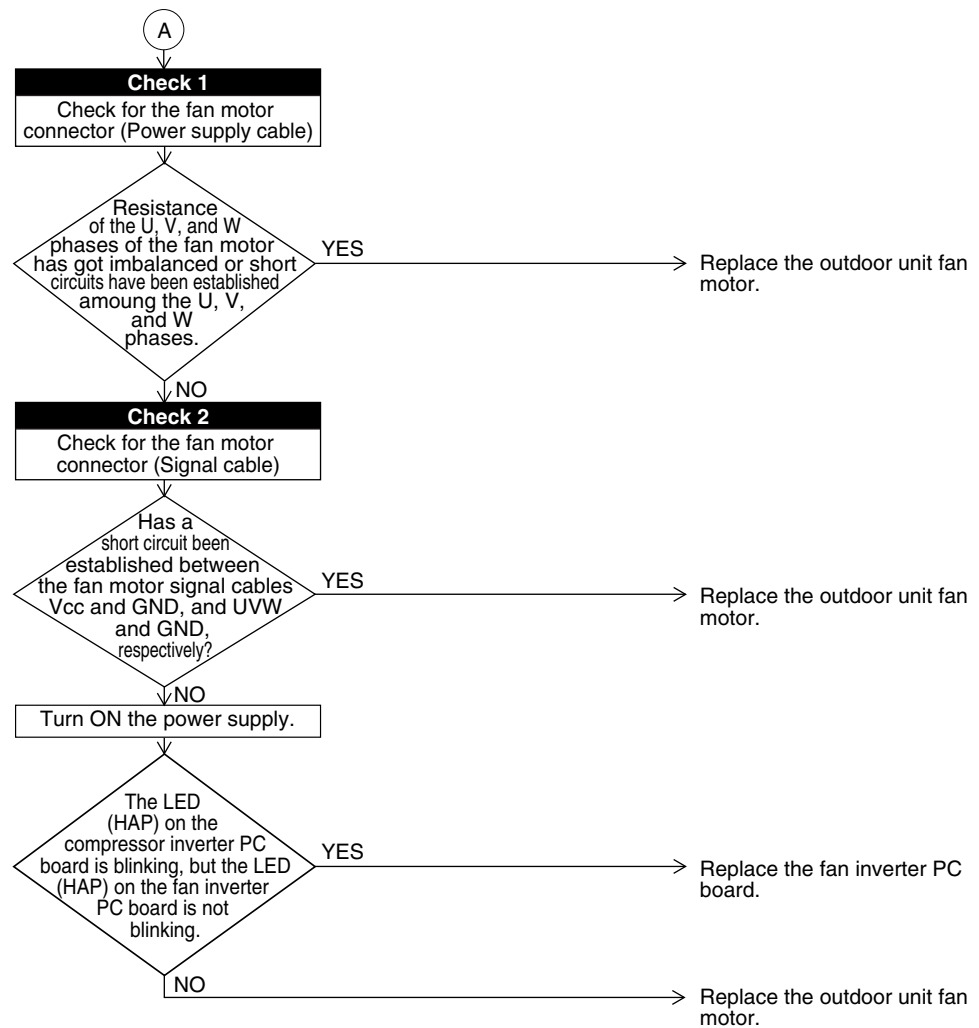 A
Check 1
Check for the fan motor
connector (Power supply cable)
Resistance
of the U, V, and W
phases of the fan motor
has got imbalanced or short
circuits have been established
amoung the U, V,
and W
phases.
YES
Replace the outdoor unit fan
motor.
NO
Check 2
Check for the fan motor
connector (Signal cable)
Has a
short circuit been
established between
the fan motor signal cables
Vcc and GND, and UVW
and GND,
respectively?
YES
Replace the outdoor unit fan
motor.
NO
Turn ON the power supply.
The LED
(HAP) on the
compressor inverter PC
board is blinking, but the LED
(HAP) on the fan inverter
PC board is not
blinking.
YES
Replace the fan inverter PC
board.
NO
Replace the outdoor unit fan
motor.